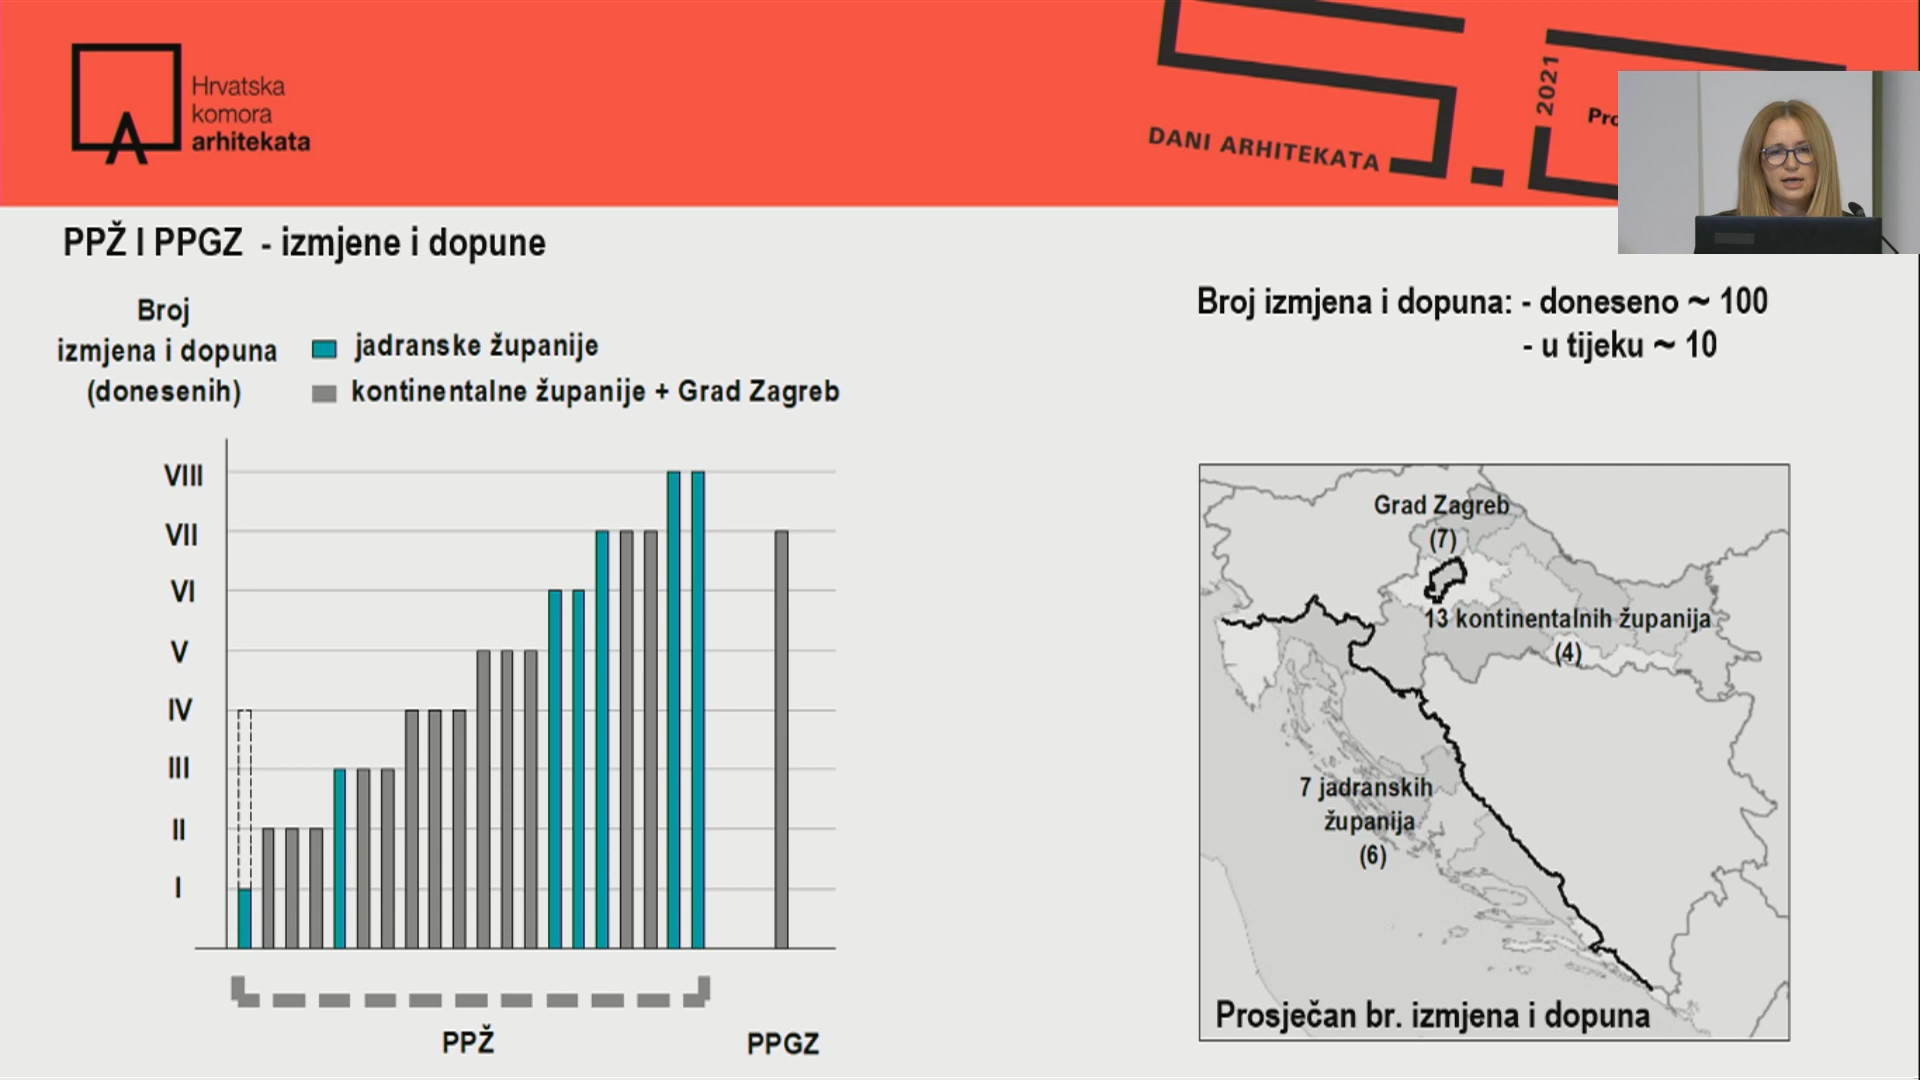 Hrvatska
komora
arhitekata
DANI ARHITEKATA
2021
PPŽ I PPGZ - izmjene i dopune
Broj
izmjena i dopuna
(donesenih)
jadranske županije
kontinentalne županije + Grad Zagreb
VIII
VII
VI
V
IV
III
II
I
PPŽ
PPGZ
Broj izmjena i dopuna: - doneseno ~ 100
- u tijeku ~ 10
Grad Zagreb
(7)
13 kontinentalnih županija
(4)
7 jadranskih
županija
(6)
Prosječan br. izmjena i dopuna